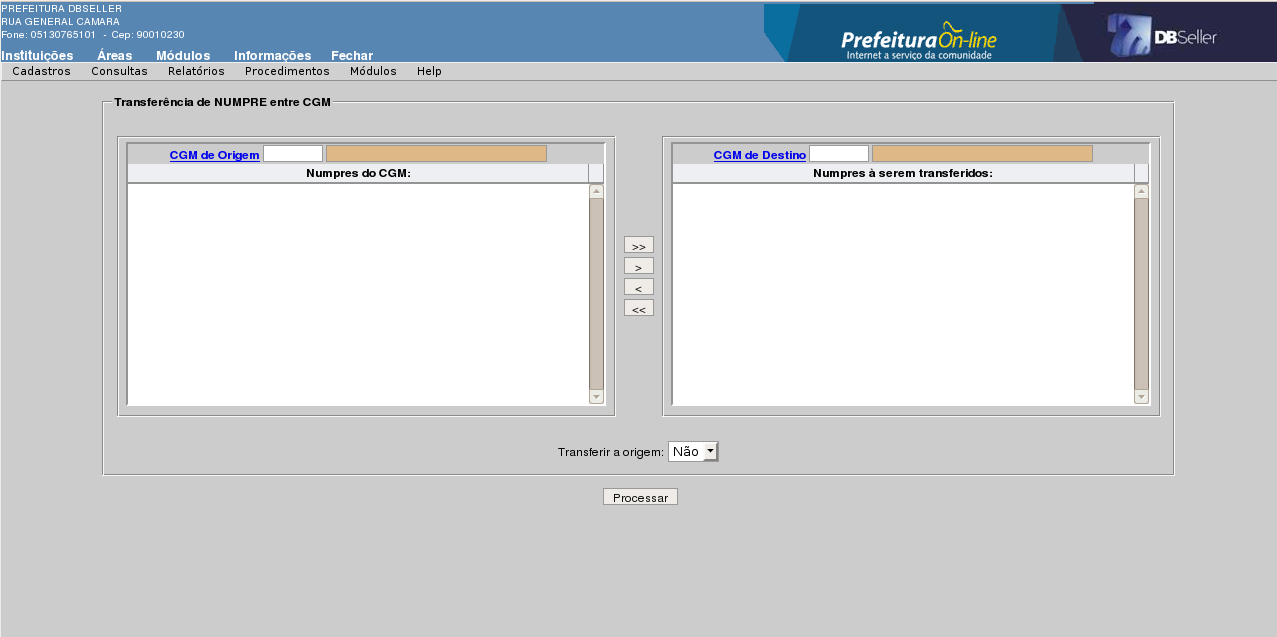 PREFEITURA DBSELLER
RUA GENERAL CAMARA
Fone: 05130765101 - Cep: 90010230
PrefeituraOn-line
Internet a serviço da comunidade
DBSeller
Instituições Áreas Módulos Informações Fechar
Cadastros Consultas Relatórios Procedimentos Módulos Help
Transferência de NUMPRE entre CGM
CGM de Origem
Numpres do CGM:
CGM de Destino
Numpres à serem transferidos:
>>
>
<
<<
Transferir a origem: Não
Processar